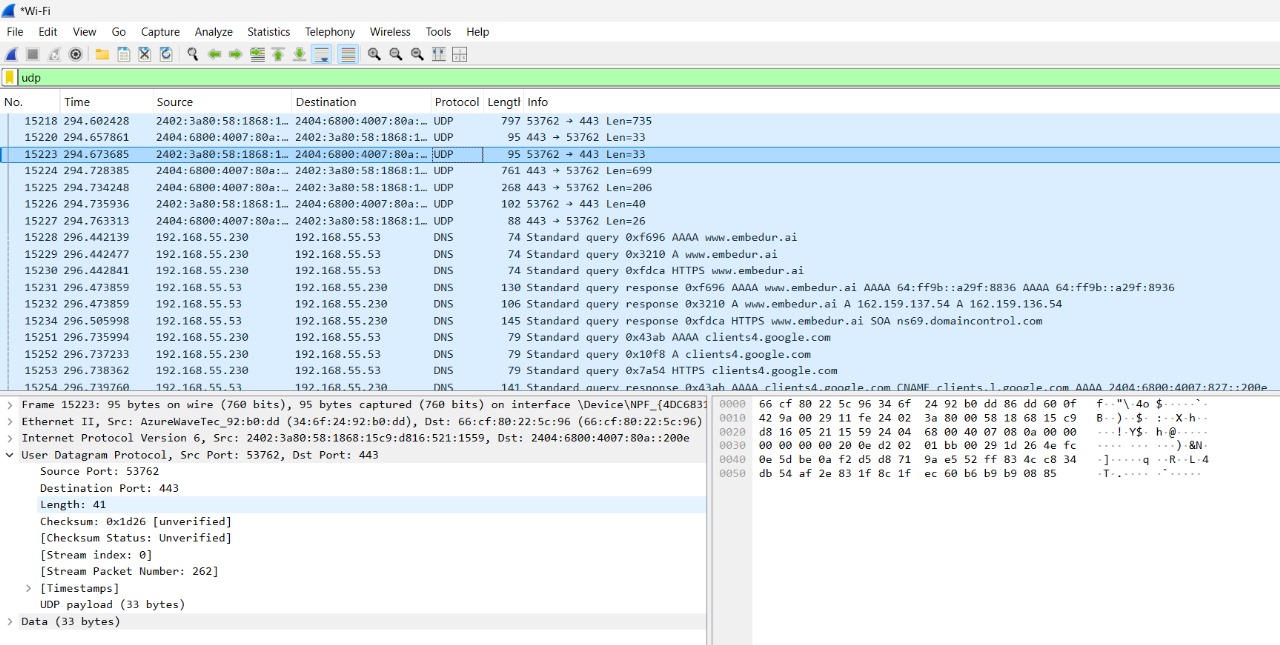 *Wi-Fi
File Edit View Go Capture Analyze Statistics Telephony Wireless Tools Help
udp
No. Time Source Destination Protocol Length Info
15218 294.602428 2402:3a80:58:1868:1… 2404:6800:4007:80a:… UDP 797 53762 → 443 Len=735
15220 294.657861 2404:6800:4007:80a:… 2402:3a80:58:1868:1… UDP 95 443 → 53762 Len=33
15223 294.673685 2402:3a80:58:1868:1… 2404:6800:4007:80a:… UDP 95 53762 → 443 Len=33
15224 294.728385 2404:6800:4007:80a:… 2402:3a80:58:1868:1… UDP 761 443 → 53762 Len=699
15225 294.734248 2404:6800:4007:80a:… 2402:3a80:58:1868:1… UDP 268 443 → 53762 Len=206
15226 294.735936 2402:3a80:58:1868:1… 2404:6800:4007:80a:… UDP 102 53762 → 443 Len=40
15227 294.763313 2404:6800:4007:80a:… 2402:3a80:58:1868:1… UDP 88 443 → 53762 Len=26
15228 296.442139 192.168.55.230 192.168.55.53 DNS 74 Standard query 0xf696 AAAA www.embedur.ai
15229 296.442477 192.168.55.230 192.168.55.53 DNS 74 Standard query 0x3210 A www.embedur.ai
15230 296.442841 192.168.55.230 192.168.55.53 DNS 74 Standard query 0xfdca HTTPS www.embedur.ai
15231 296.473859 192.168.55.53 192.168.55.230 DNS 130 Standard query response 0xf696 AAAA www.embedur.ai AAAA 64:ff9b::a29f:8836 AAAA 64:ff9b::a29f:8936
15232 296.473859 192.168.55.53 192.168.55.230 DNS 106 Standard query response 0x3210 A www.embedur.ai A 162.159.137.54 A 162.159.136.54
15234 296.505998 192.168.55.53 192.168.55.230 DNS 145 Standard query response 0xfdca HTTPS www.embedur.ai SOA ns69.domaincontrol.com
15251 296.735994 192.168.55.230 192.168.55.53 DNS 79 Standard query 0x43ab AAAA clients4.google.com
15252 296.737233 192.168.55.230 192.168.55.53 DNS 79 Standard query 0x10f8 A clients4.google.com
15253 296.738362 192.168.55.230 192.168.55.53 DNS 79 Standard query 0x7a54 HTTPS clients4.google.com
15254 296.739760 192.168.55.53 192.168.55.230 DNS 141 Standard query response 0x43ab AAAA clients4.google.com CNAME clients.l.google.com AAAA 2404:6800:4007:827::200e
Frame 15223: 95 bytes on wire (760 bits), 95 bytes captured (760 bits) on interface \Device\NPF_{4DC6831
Ethernet II, Src: AzureWaveTec_92:b0:dd (34:6f:24:92:b0:dd), Dst: 66:cf:80:22:5c:96 (66:cf:80:22:5c:96)
Internet Protocol Version 6, Src: 2402:3a80:58:1868:15c9:d816:521:1559, Dst: 2404:6800:4007:80a::200e
User Datagram Protocol, Src Port: 53762, Dst Port: 443
Source Port: 53762
Destination Port: 443
Length: 41
Checksum: 0x1d26 [unverified]
[Checksum Status: Unverified]
[Stream index: 0]
[Stream Packet Number: 262]
[Timestamps]
UDP payload (33 bytes)
Data (33 bytes)
0000 66 cf 80 22 5c 96 34 6f 24 92 b0 dd 86 dd 60 0f f··"\·4o $·····`·
0010 42 9a 00 29 11 fe 24 02 3a 80 00 58 18 68 15 c9 B··)··$· :··X·h··
0020 d8 16 05 21 15 59 24 04 68 00 40 07 08 0a 00 00 ···!·Y$· h·@·····
0030 00 00 00 00 20 0e d2 02 01 bb 00 29 1d 26 4e fc ···· ··· ···)·&N·
0040 0e 5d be 0a f2 d5 d8 71 9a e5 52 ff 83 4c c8 34 ·]·····q ··R··L·4
0050 db 54 af 2e 83 1f 8c 1f ec 60 b6 b9 b9 08 85 ·T·.···· ·`·····